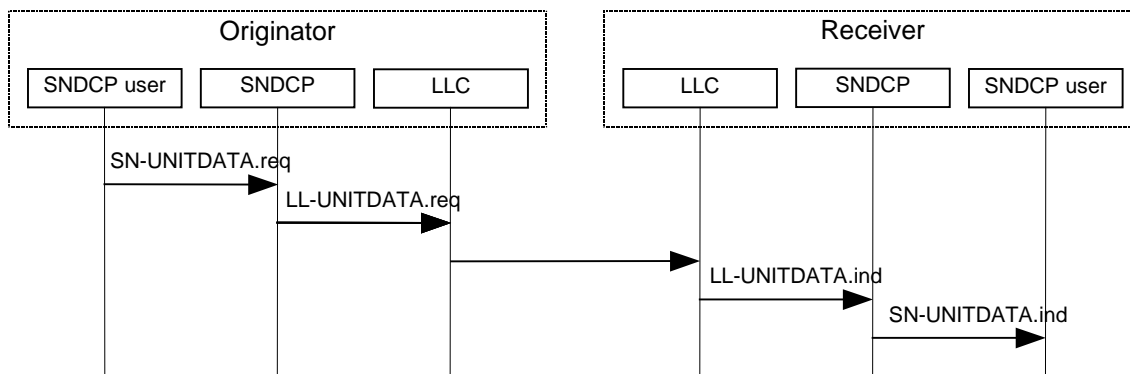 Originator
Receiver
SNDCP user
SNDCP
LLC
LLC
SNDCP
SNDCP user
SN-UNITDATA.req
LL-UNITDATA.req
LL-UNITDATA.ind
SN-UNITDATA.ind